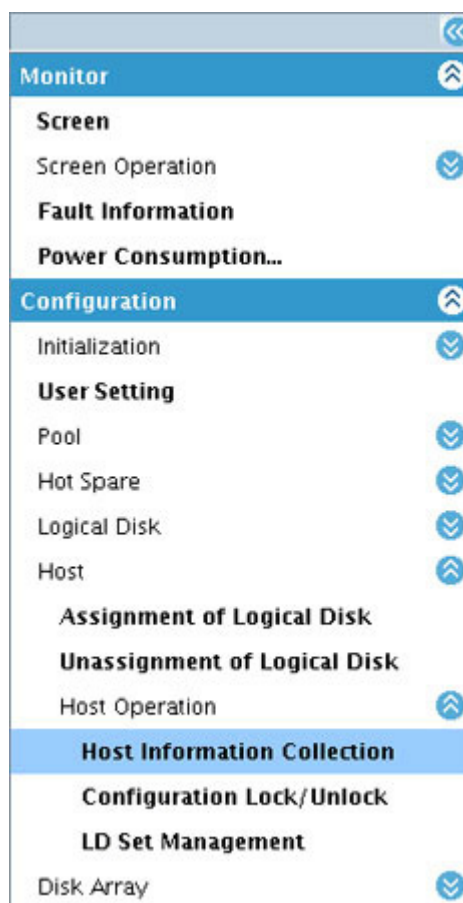 Monitor
Screen
Screen Operation
Fault Information
Power Consumption...
Configuration
Initialization
User Setting
Pool
Hot Spare
Logical Disk
Host
Assignment of Logical Disk
Unassignment of Logical Disk
Host Operation
Host Information Collection
Configuration Lock/Unlock
LD Set Management
Disk Array